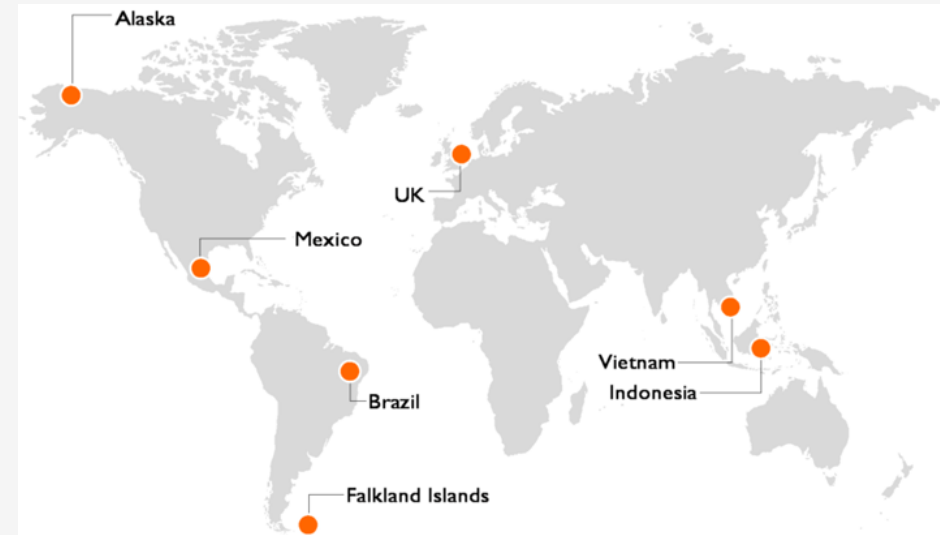 Alaska
UK
Mexico
Vietnam
Indonesia
Brazil
Falkland Islands